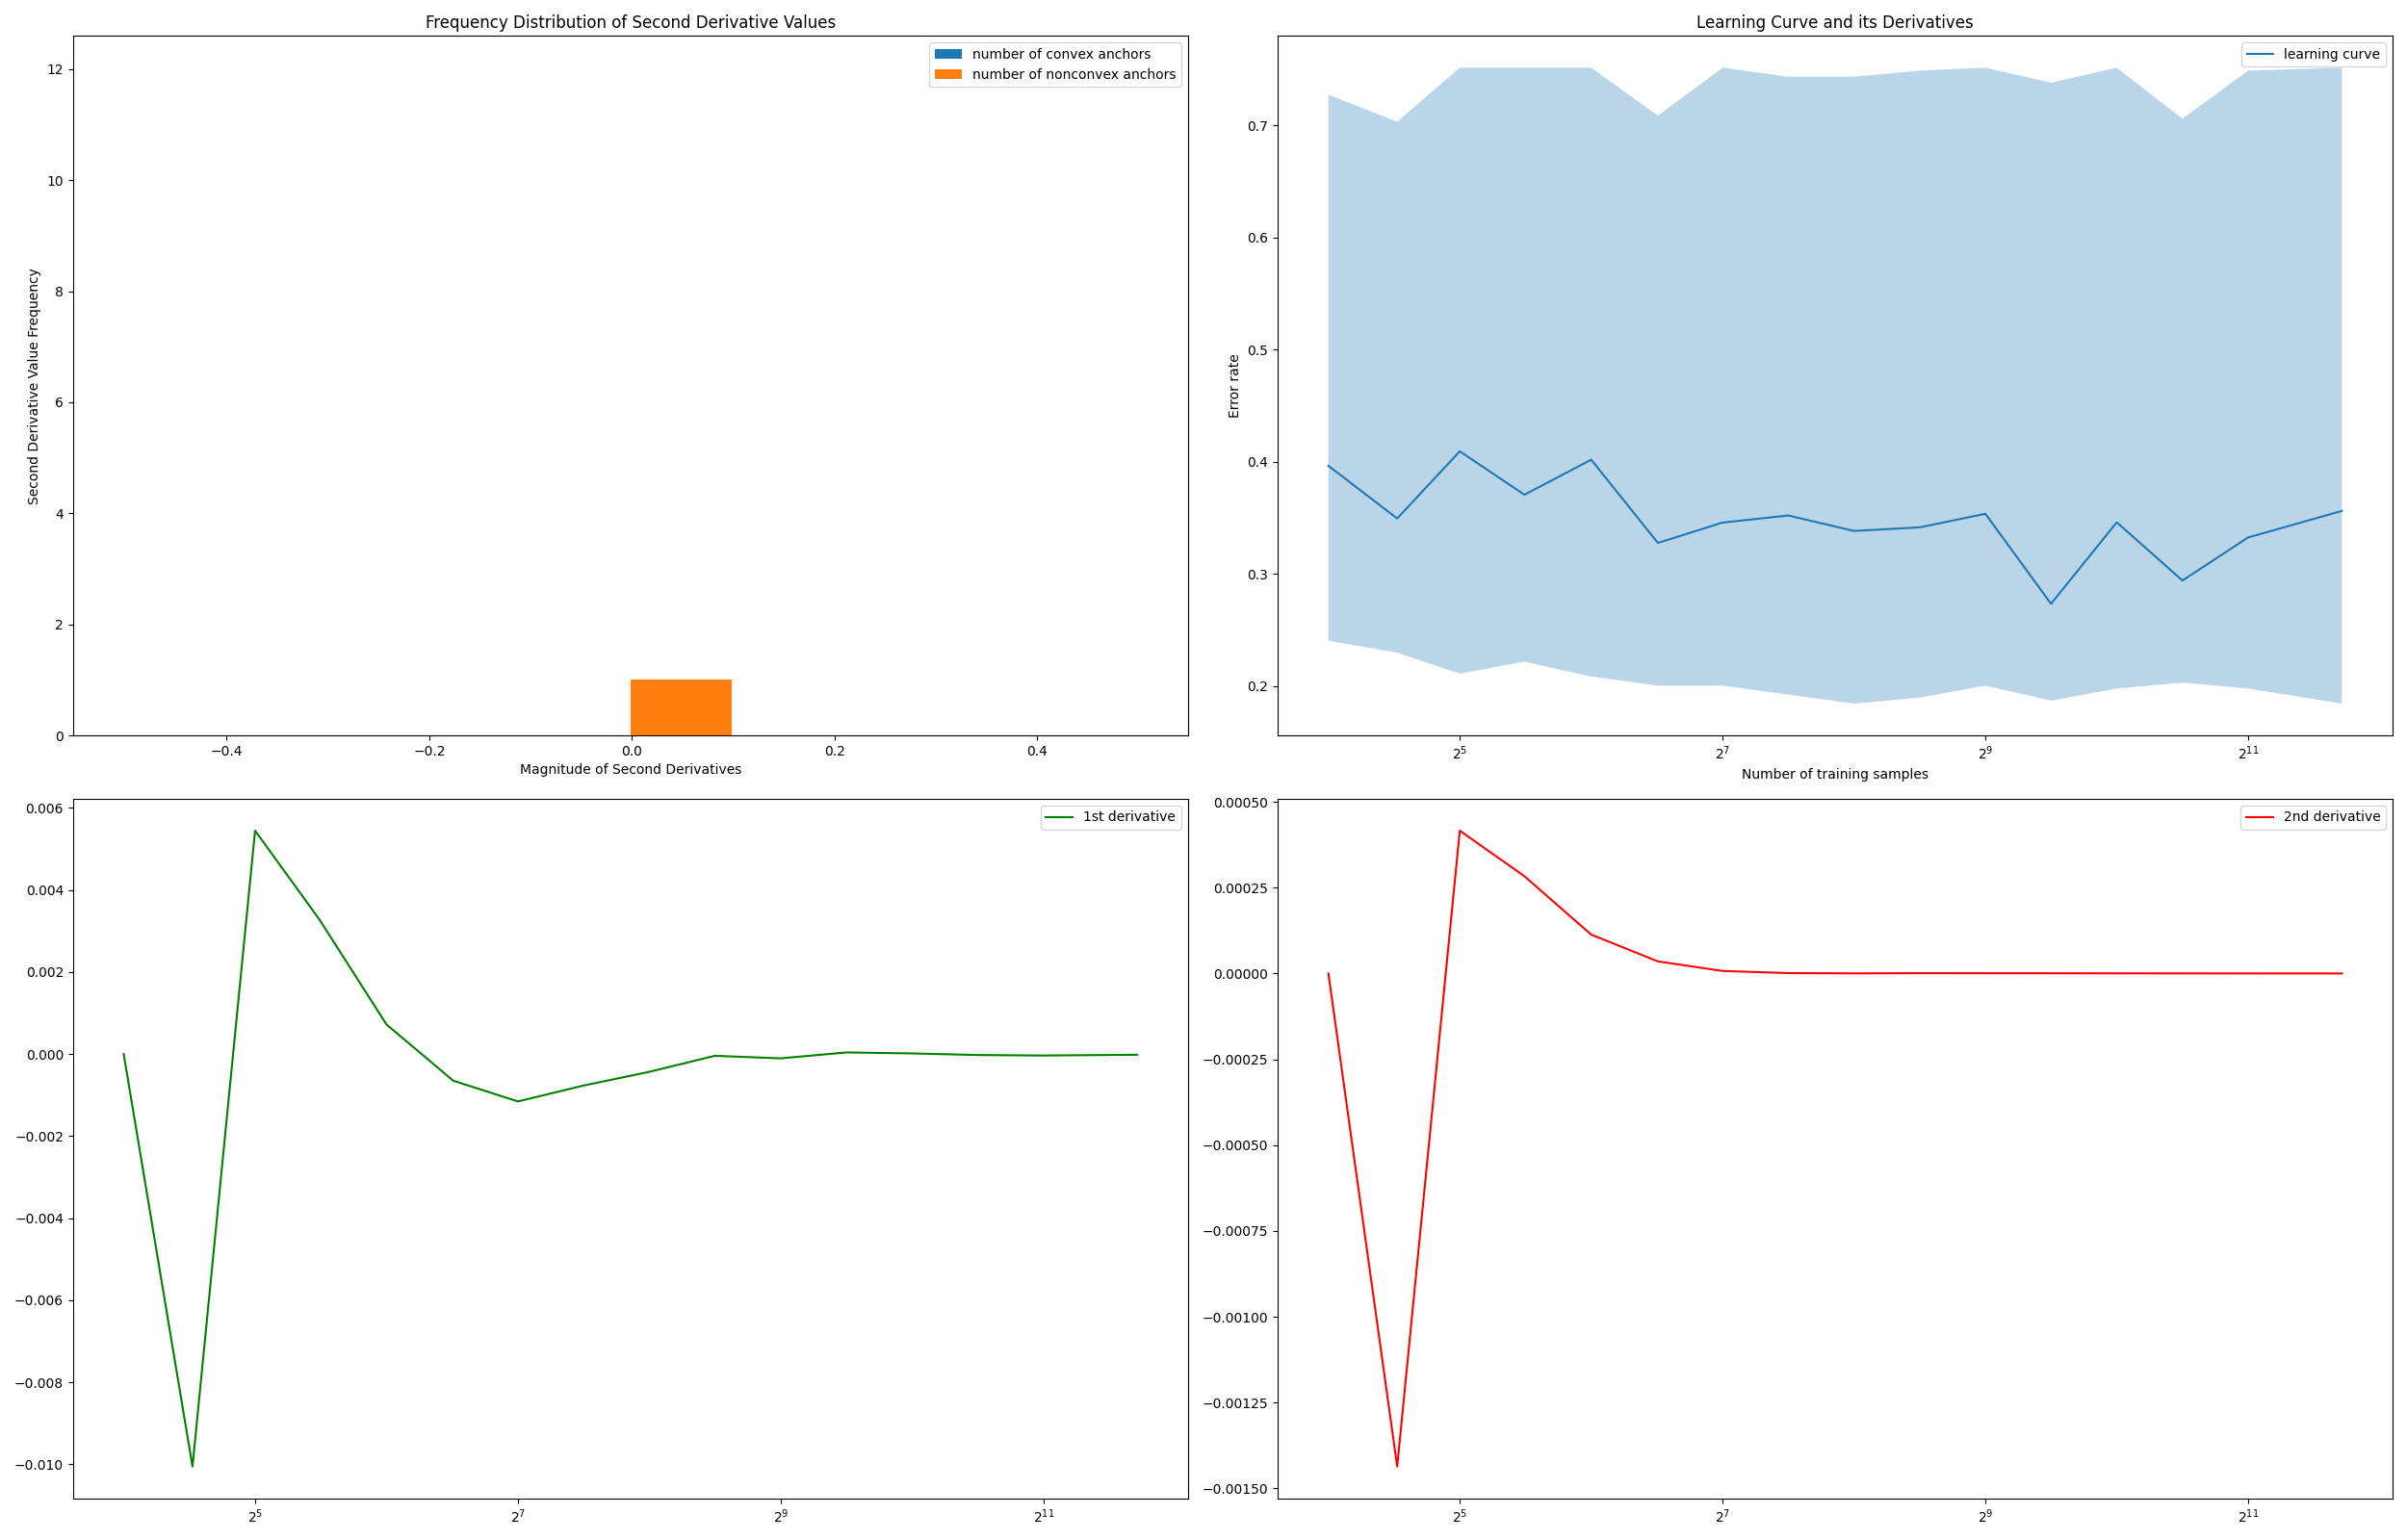 Frequency Distribution of Second Derivative Values
number of convex anchors
number of nonconvex anchors
12
10
8
6
4
2
0
Second Derivative Value Frequency
−0.4 −0.2 0.0 0.2 0.4
Magnitude of Second Derivatives
Learning Curve and its Derivatives
learning curve
0.7
0.6
0.5
0.4
0.3
0.2
Error rate
2^5 2^7 2^9 2^11
Number of training samples
1st derivative
0.006
0.004
0.002
0.000
−0.002
−0.004
−0.006
−0.008
−0.010
2^5 2^7 2^9 2^11
2nd derivative
0.00050
0.00025
0.00000
−0.00025
−0.00050
−0.00075
−0.00100
−0.00125
−0.00150
2^5 2^7 2^9 2^11